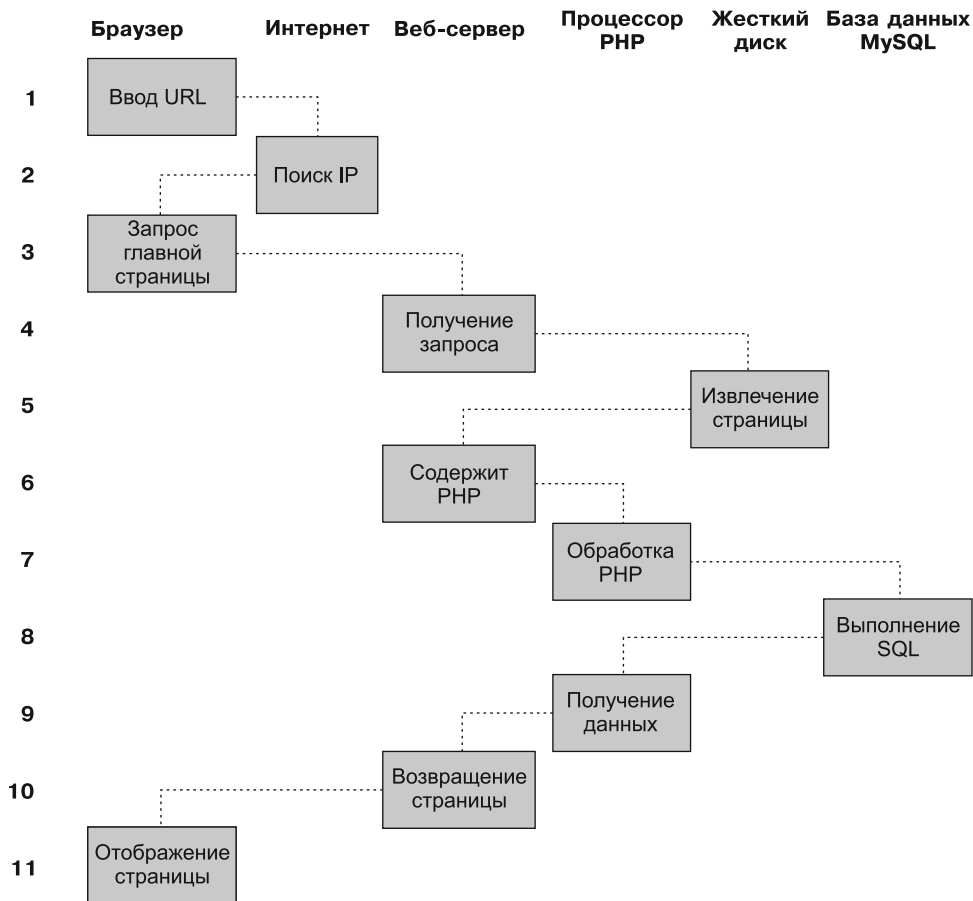 Браузер
Интернет
Веб-сервер
Процессор
PHP
Жесткий
диск
База данных
MySQL
1
Ввод URL
2
Поиск IP
3
Запрос
главной
страницы
4
Получение
запроса
5
Извлечение
страницы
6
Содержит
PHP
7
Обработка
PHP
8
Выполнение
SQL
9
Получение
данных
10
Возвращение
страницы
11
Отображение
страницы